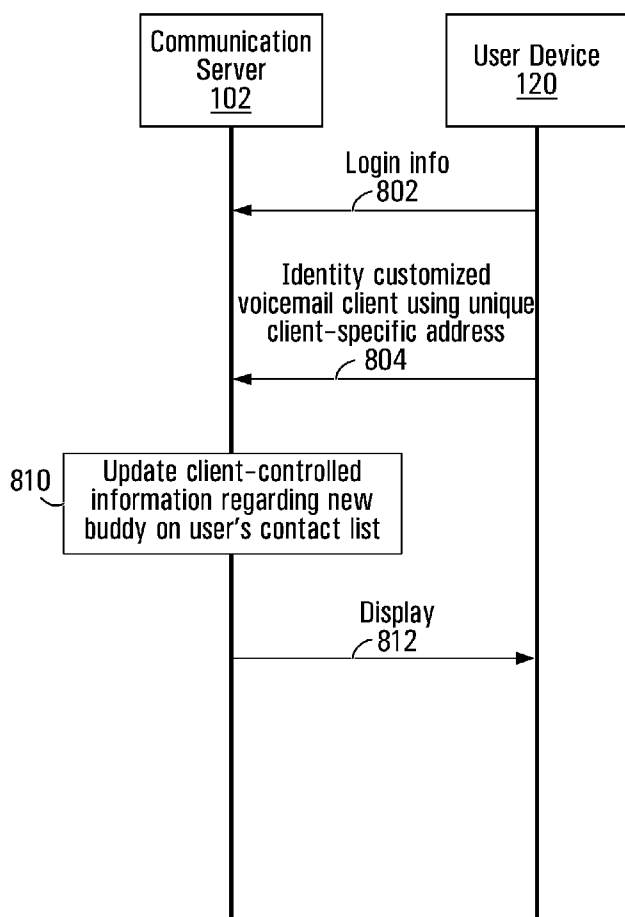 Communication
Server
102
User Device
120
Login info
802
Identity customized
voicemail client using unique
client-specific address
804
810
Update client-controlled
information regarding new
buddy on user's contact list
Display
812